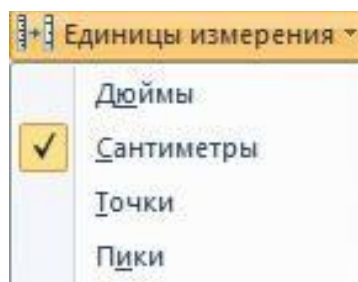 Единицы измерения
Дюймы
Сантиметры
Точки
Пики